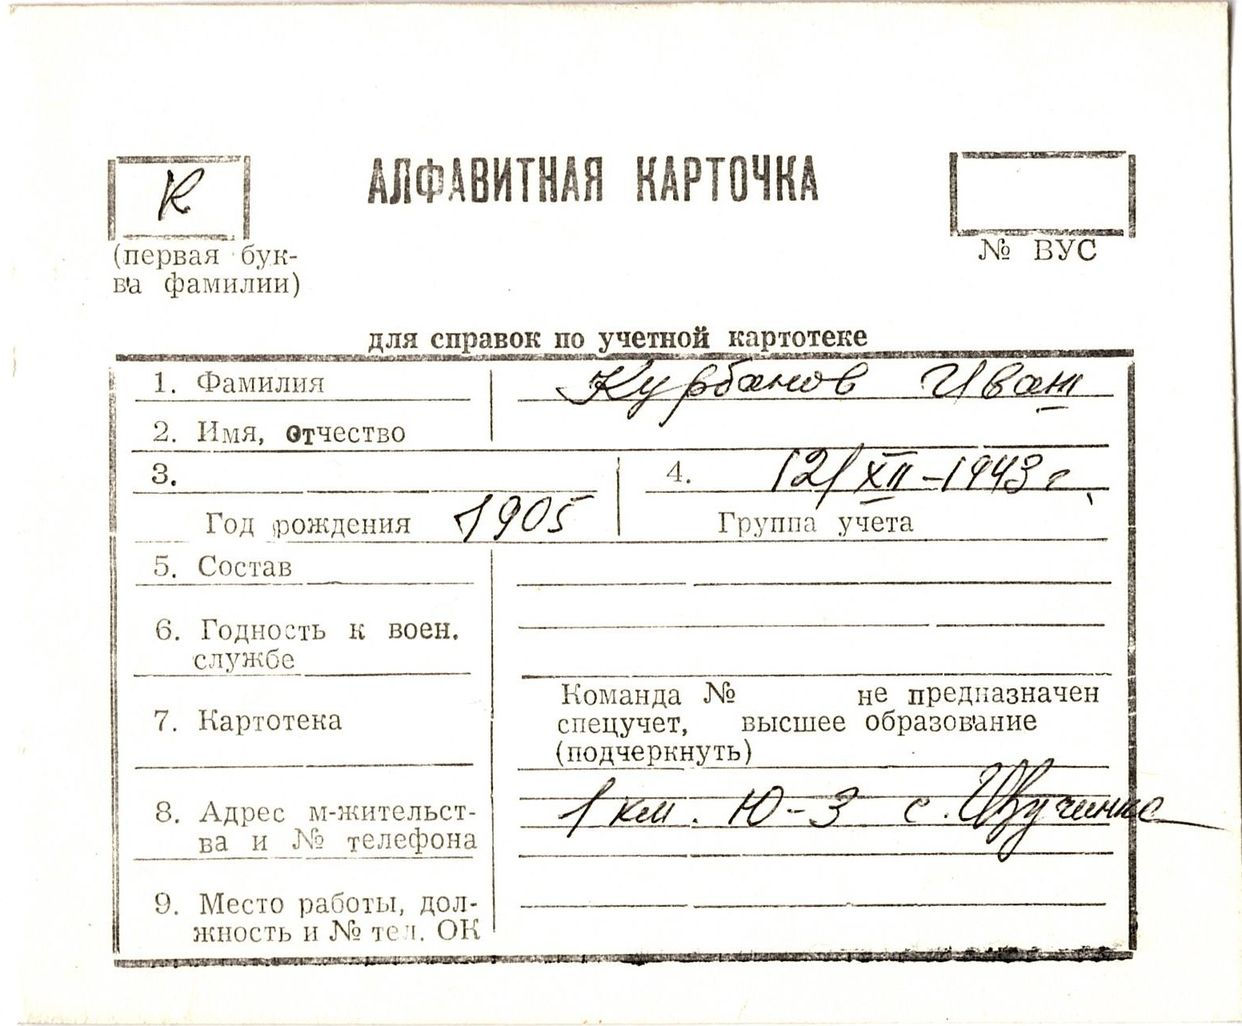 К
АЛФАВИТНАЯ КАРТОЧКА
(первая бук-
ва фамилии)
№ ВУС
для справок по учетной картотеке
1. Фамилия Курбанов Иван
2. Имя, отчество
3.
4. 12/XII-1943 г.
Год рождения 1905
Группа учета
5. Состав
6. Годность к воен.
службе
7. Картотека
Команда № не предназначен
спецучет, высшее образование
(подчеркнуть)
8. Адрес м-жительст-
ва и № телефона
1 км. Ю-З с.
9. Место работы, дол-
жность и № тел. ОК